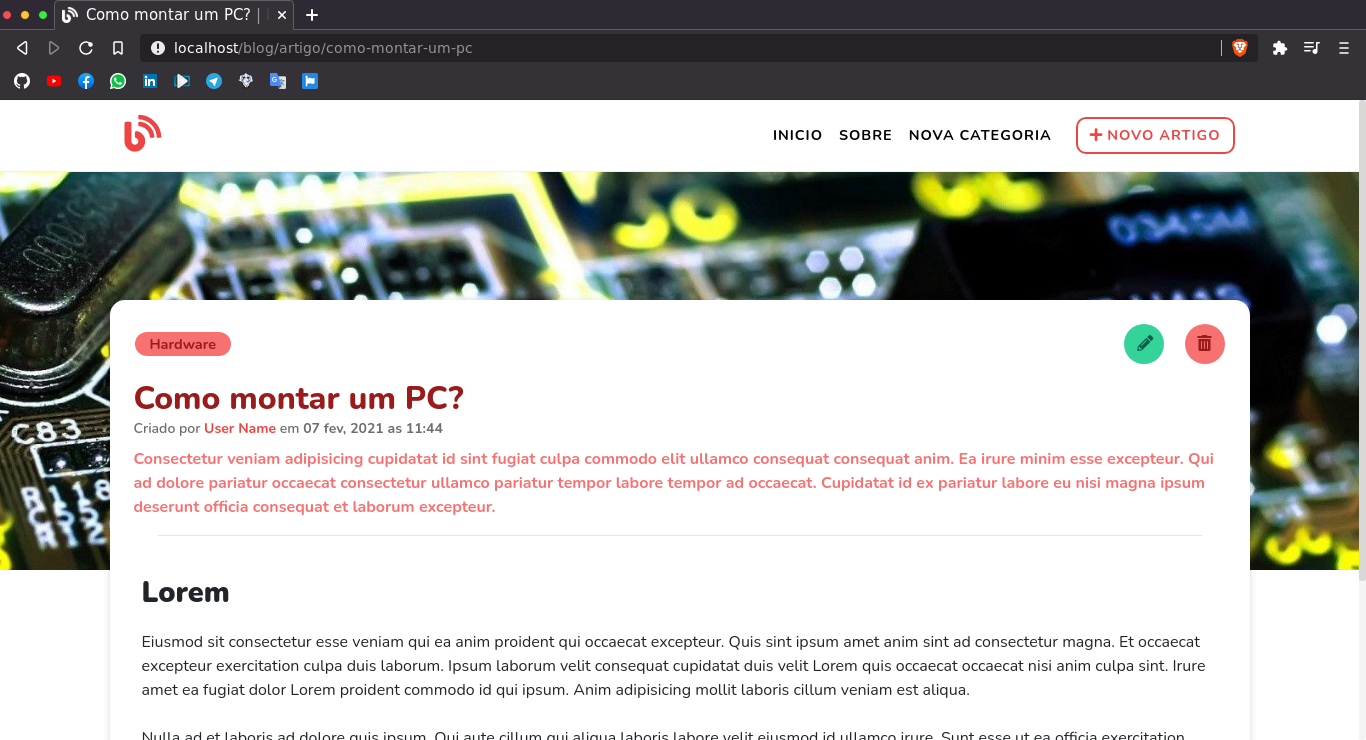 Como montar um PC? |
localhost/blog/artigo/como-montar-um-pc
INICIO SOBRE NOVA CATEGORIA + NOVO ARTIGO
034SM
C83
R118
R12
Hardware
Como montar um PC?
Criado por User Name em 07 fev, 2021 as 11:44
Consectetur veniam adipisicing cupidatat id sint fugiat culpa commodo elit ullamco consequat consequat anim. Ea irure minim esse excepteur. Qui
ad dolore pariatur occaecat consectetur ullamco pariatur tempor labore tempor ad occaecat. Cupidatat id ex pariatur labore eu nisi magna ipsum
deserunt officia consequat et laborum excepteur.
Lorem
Eiusmod sit consectetur esse veniam qui ea anim proident qui occaecat excepteur. Quis sint ipsum amet anim sint ad consectetur magna. Et occaecat
excepteur exercitation culpa duis laborum. Ipsum laborum velit consequat cupidatat duis velit Lorem quis occaecat occaecat nisi anim culpa sint. Irure
amet ea fugiat dolor Lorem proident commodo id qui ipsum. Anim adipisicing mollit laboris cillum veniam est aliqua.
Nulla ad et laboris ad dolore quis ipsum. Qui aute cillum qui aliqua laboris labore velit eiusmod id ullamco irure. Sunt esse ut ea officia exercitation